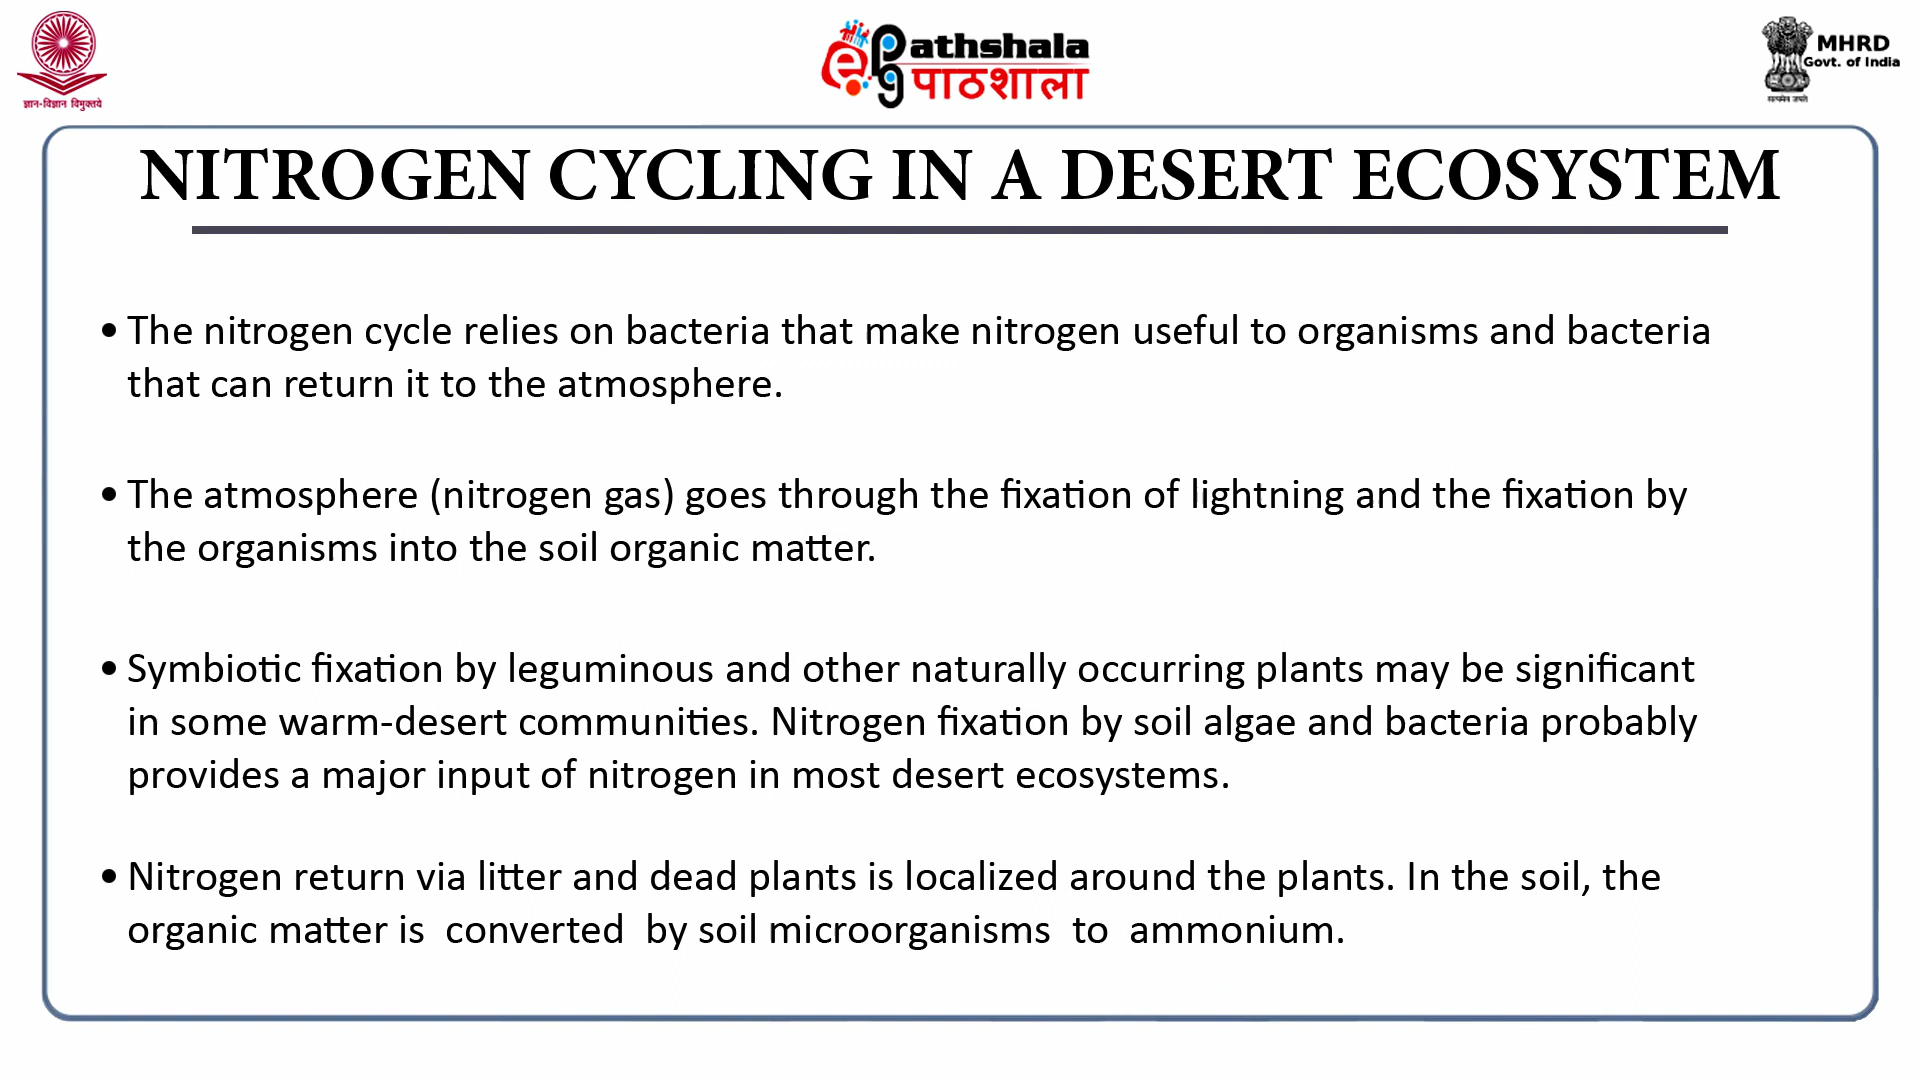 ज्ञान-विज्ञान विमुक्तये
e pg Pathshala
पाठशाला
MHRD
Govt. of India
सत्यमेव जयते
NITROGEN CYCLING IN A DESERT ECOSYSTEM
• The nitrogen cycle relies on bacteria that make nitrogen useful to organisms and bacteria
that can return it to the atmosphere.
• The atmosphere (nitrogen gas) goes through the fixation of lightning and the fixation by
the organisms into the soil organic matter.
• Symbiotic fixation by leguminous and other naturally occurring plants may be significant
in some warm-desert communities. Nitrogen fixation by soil algae and bacteria probably
provides a major input of nitrogen in most desert ecosystems.
• Nitrogen return via litter and dead plants is localized around the plants. In the soil, the
organic matter is  converted  by soil microorganisms  to  ammonium.